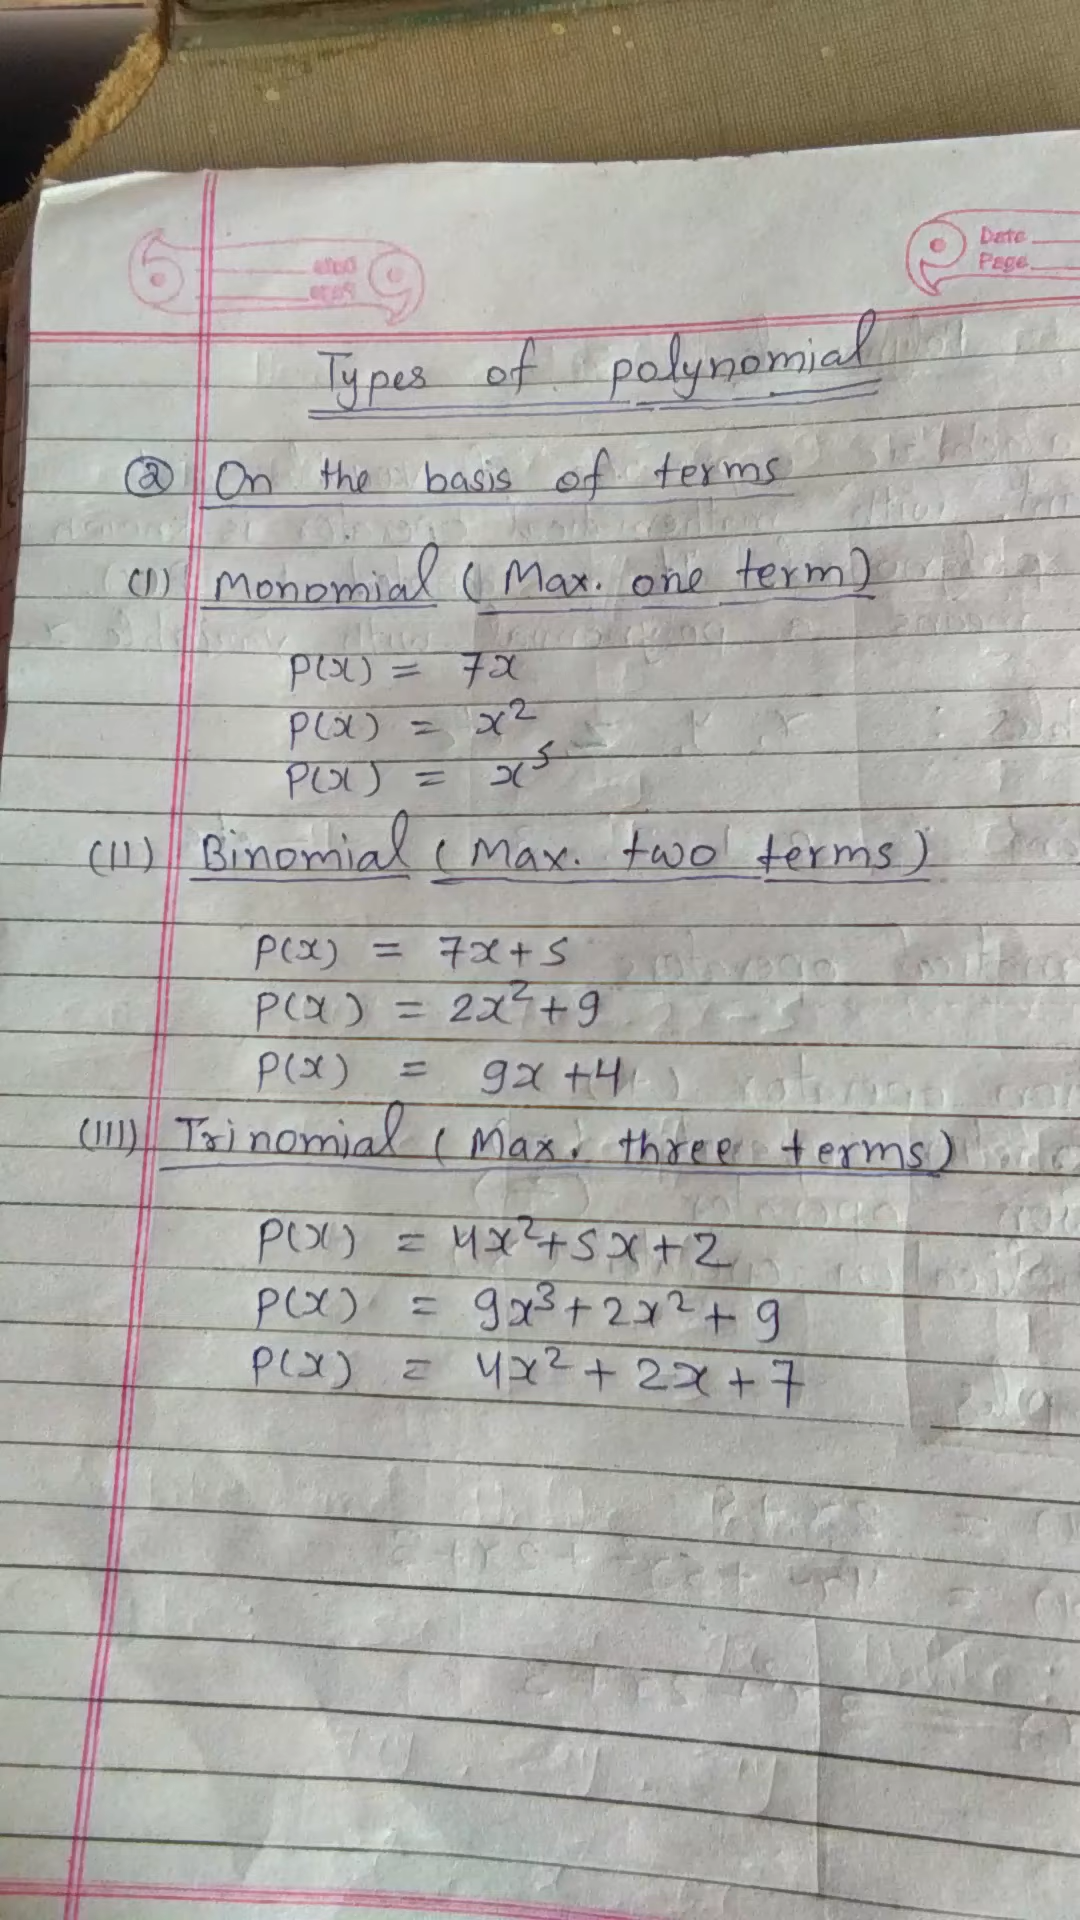 Date
Page
Types of polynomial
② On the basis of terms
(I) Monomial (Max. one term)
P(x) = 7x
P(x) = x²
P(x) = x⁵
(II) Binomial (Max. two terms)
P(x) = 7x+5
P(x) = 2x²+9
P(x) = 9x+4
(III) Trinomial (Max. three terms)
P(x) = 4x²+5x+2
P(x) = 9x³+2x²+9
P(x) = 4x²+2x+7